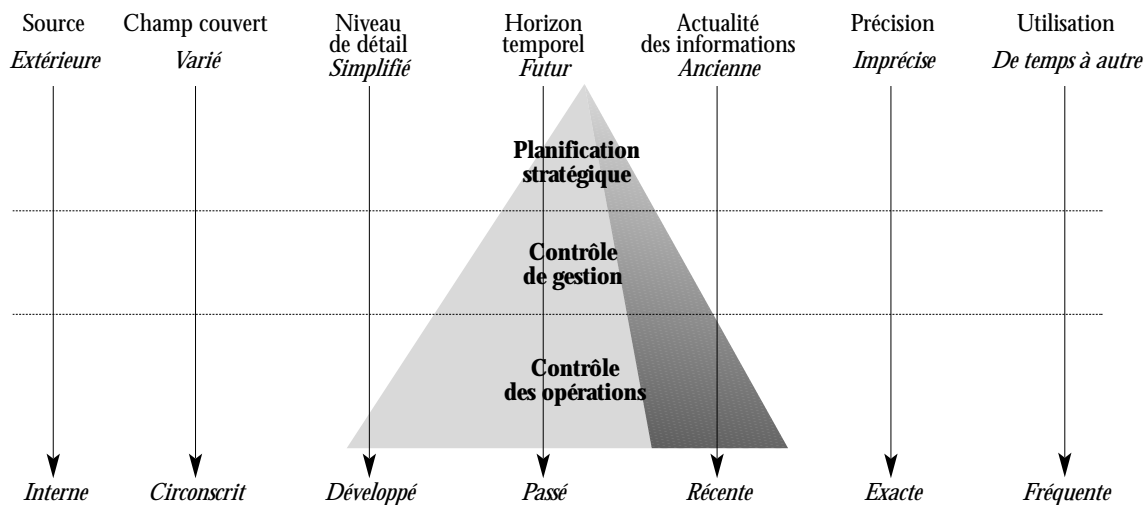 Source
Extérieure
Champ couvert
Varié
Niveau
de détail
Simplifié
Horizon
temporel
Futur
Actualité
des informations
Ancienne
Précision
Imprécise
Utilisation
De temps à autre
Planification
stratégique
Contrôle
de gestion
Contrôle
des opérations
Interne
Circonscrit
Développé
Passé
Récente
Exacte
Fréquente